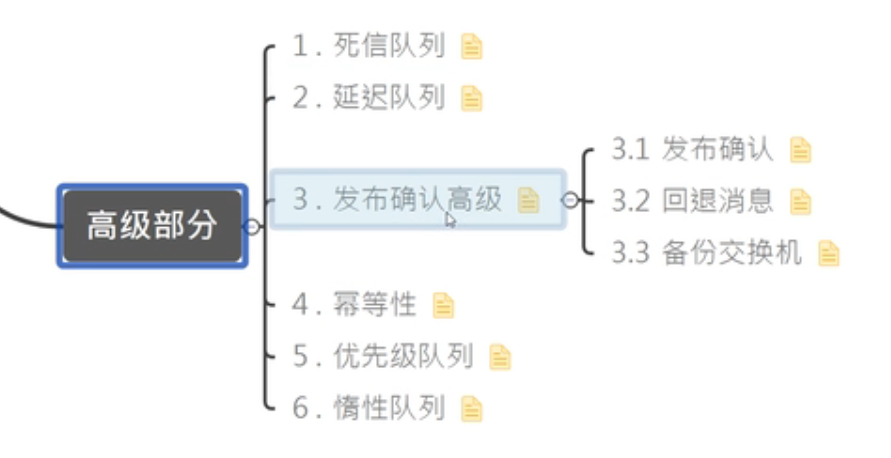 高级部分
1 . 死信队列
2 . 延迟队列
3 . 发布确认高级
3.1 发布确认
3.2 回退消息
3.3 备份交换机
4 . 幂等性
5 . 优先级队列
6 . 惰性队列